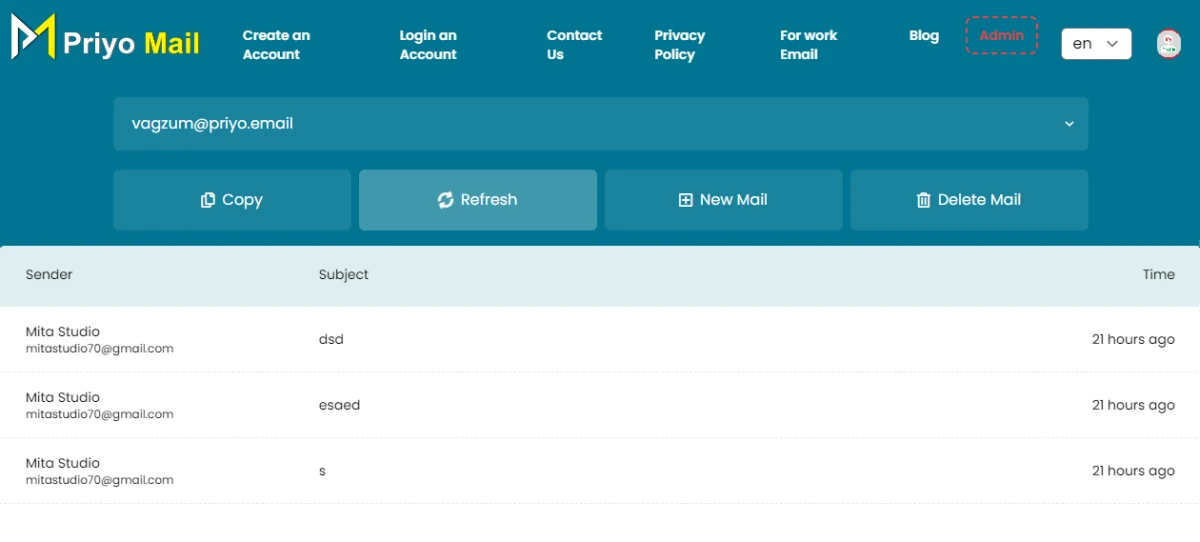 Priyo Mail
Create an
Account
Login an
Account
Contact
Us
Privacy
Policy
For work
Email
Blog
Admin
en
vagzum@priyo.email
Copy
Refresh
New Mail
Delete Mail
Sender Subject Time
Mita Studio
mitastudio70@gmail.com
dsd
21 hours ago
Mita Studio
mitastudio70@gmail.com
esaed
21 hours ago
Mita Studio
mitastudio70@gmail.com
s
21 hours ago